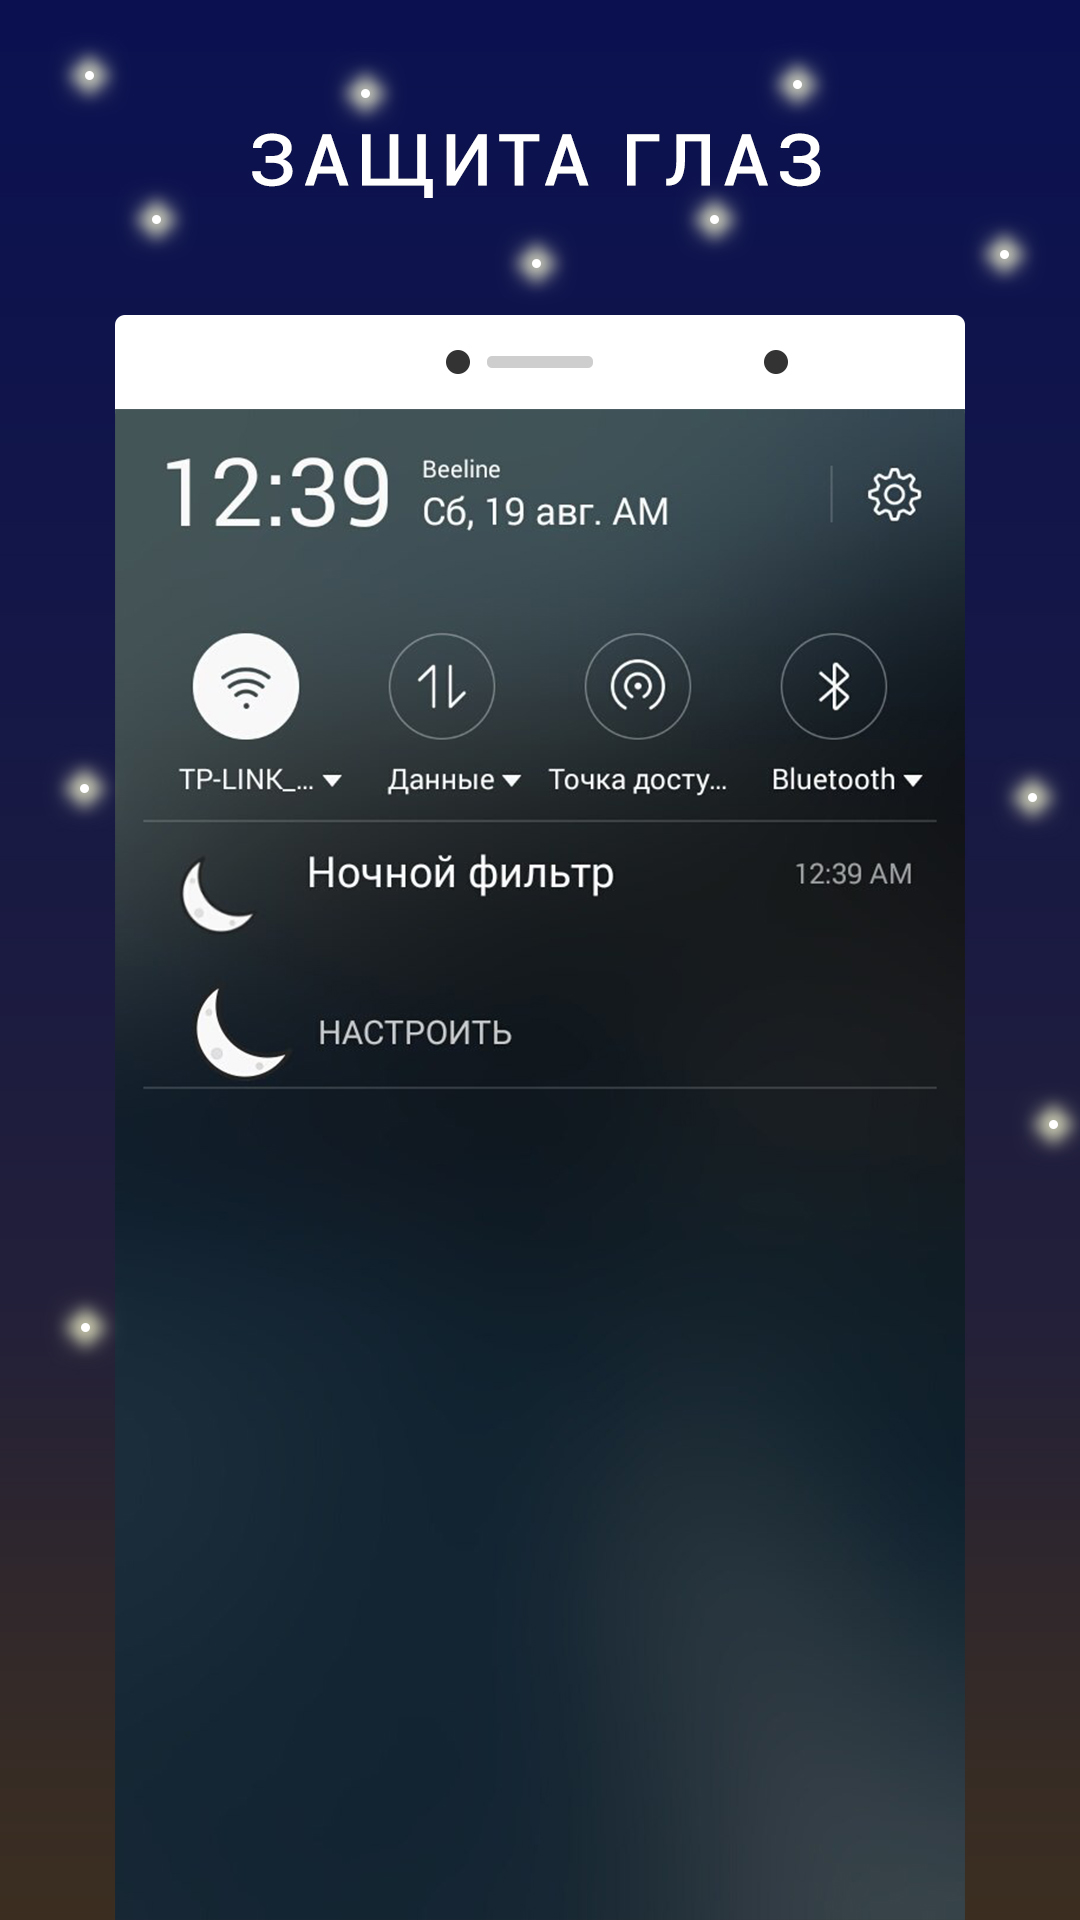 ЗАЩИТА ГЛАЗ
12:39
Beeline
Сб, 19 авг. AM
TP-LINK_...
Данные
Точка досту...
Bluetooth
Ночной фильтр
12:39 AM
НАСТРОИТЬ